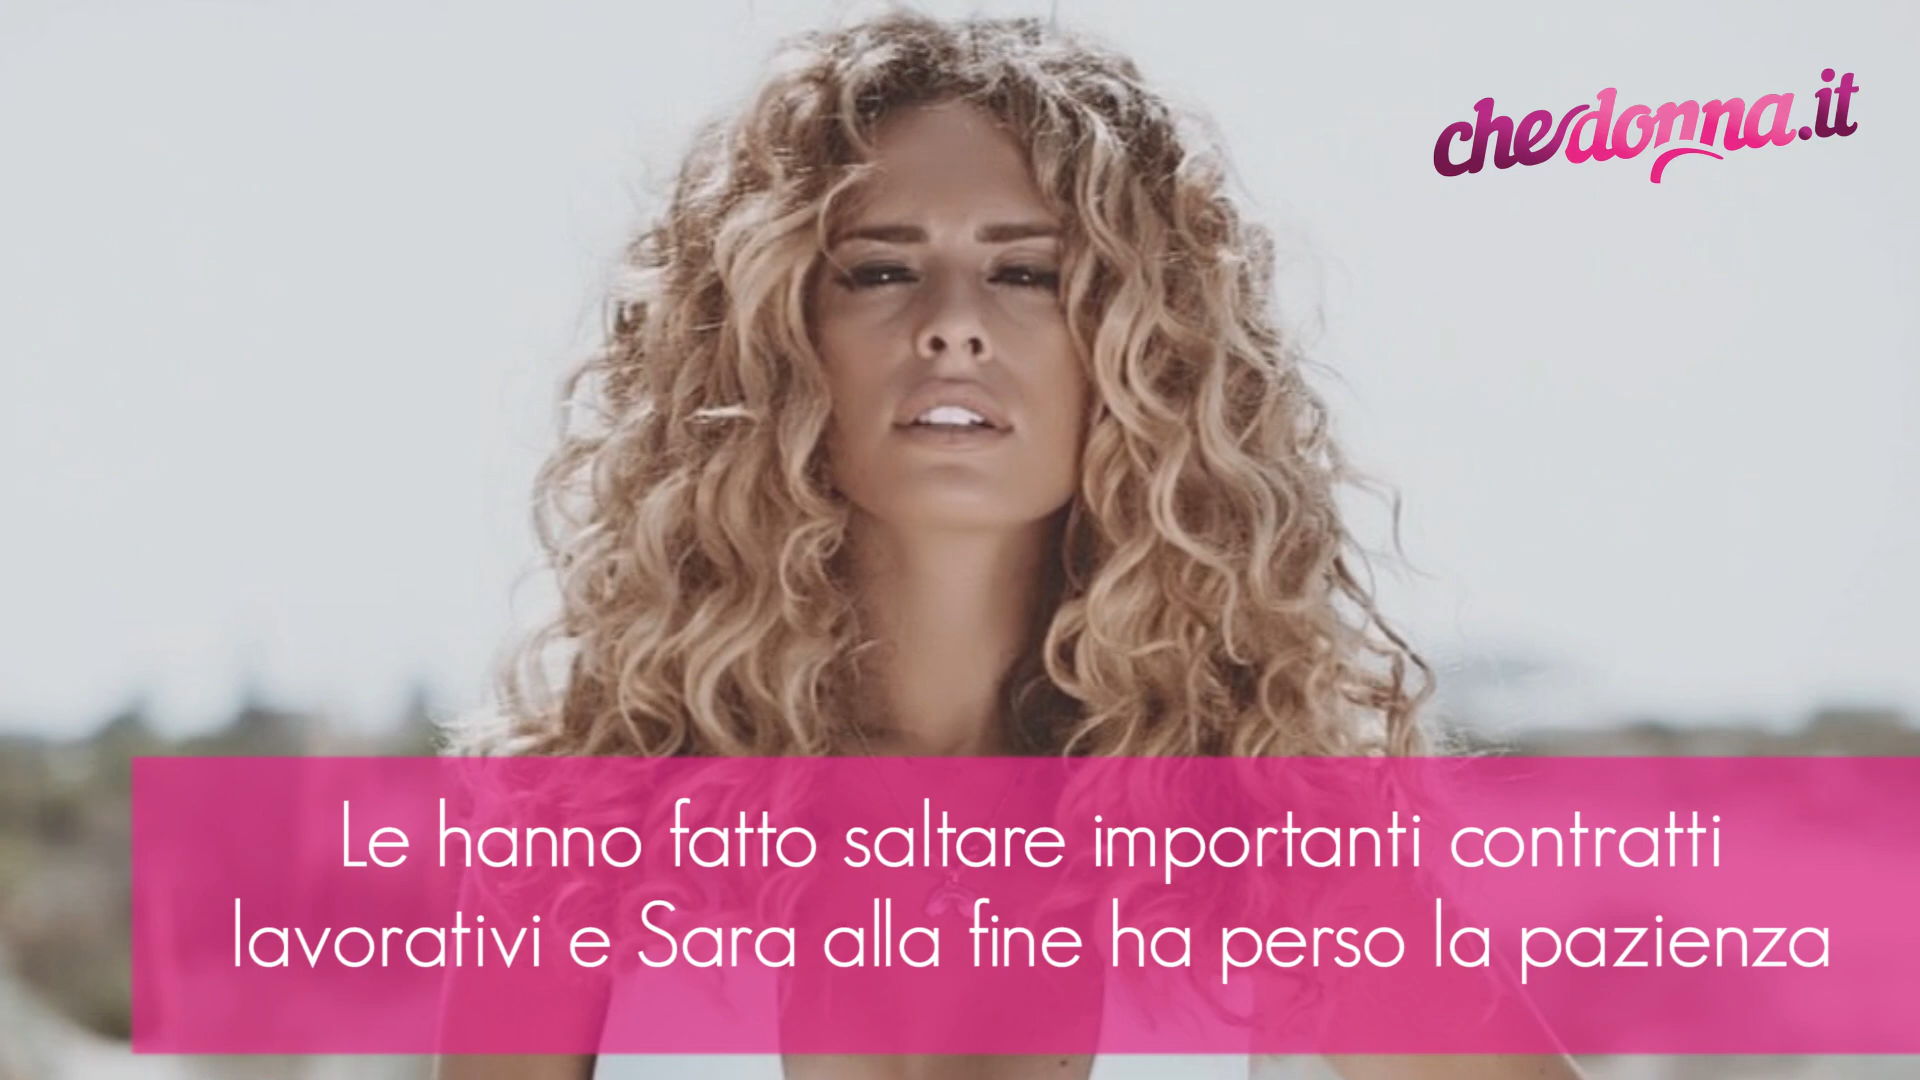 chedonna.it
Le hanno fatto saltare importanti contratti
lavorativi e Sara alla fine ha perso la pazienza